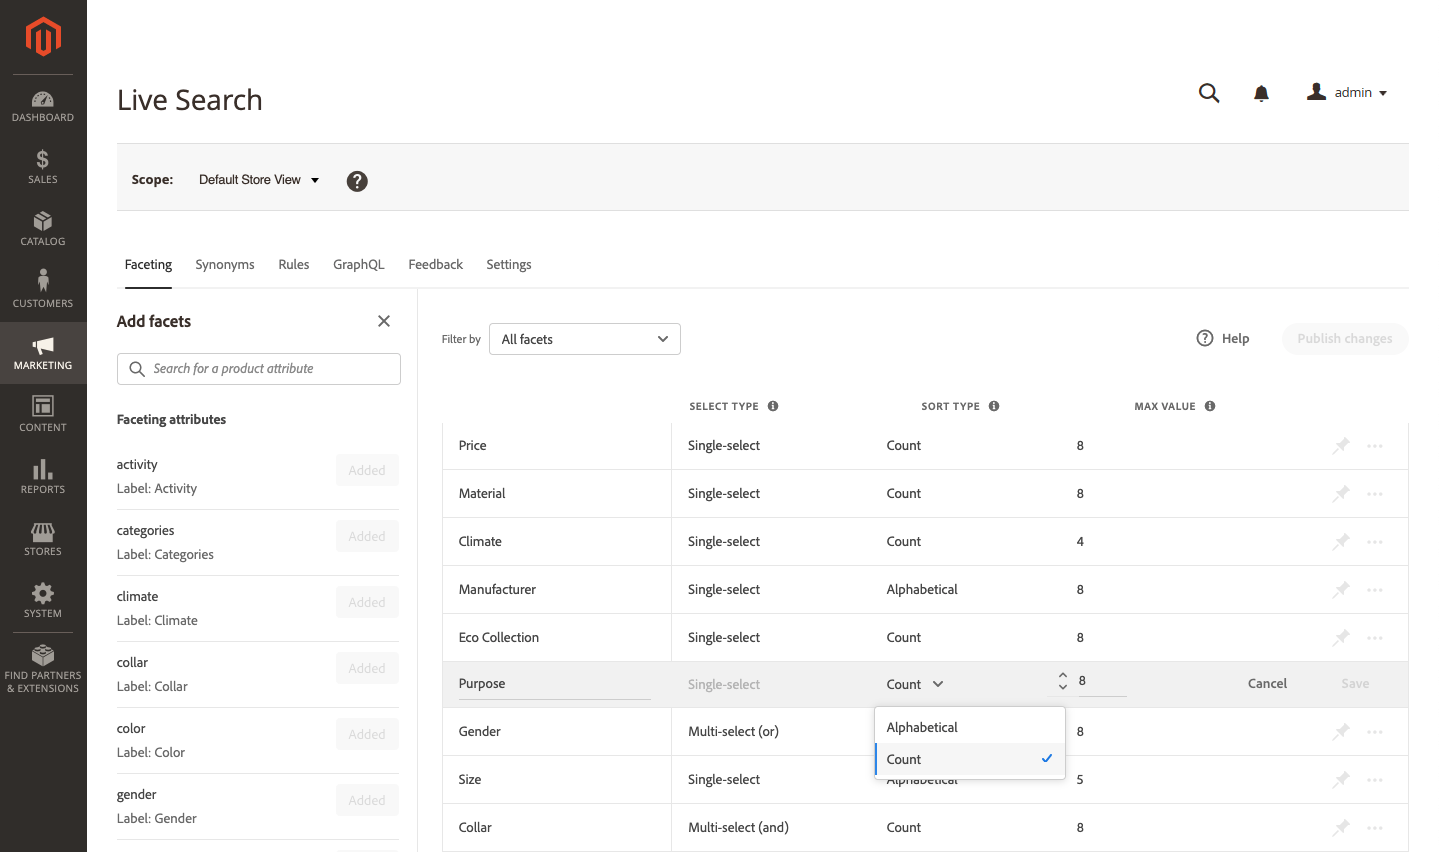 DASHBOARD
SALES
CATALOG
CUSTOMERS
MARKETING
CONTENT
REPORTS
STORES
SYSTEM
FIND PARTNERS
& EXTENSIONS
Live Search
admin
Scope: Default Store View
Faceting Synonyms Rules GraphQL Feedback Settings
Add facets
Search for a product attribute
Faceting attributes
activity
Label: Activity
Added
categories
Label: Categories
Added
climate
Label: Climate
Added
collar
Label: Collar
Added
color
Label: Color
Added
gender
Label: Gender
Added
Filter by All facets
Help Publish changes
SELECT TYPE SORT TYPE MAX VALUE
Price Single-select Count 8
Material Single-select Count 8
Climate Single-select Count 4
Manufacturer Single-select Alphabetical 8
Eco Collection Single-select Count 8
Purpose Single-select Count 8 Cancel Save
Alphabetical
Count
Gender Multi-select (or) 8
Size Single-select Alphabetical 5
Collar Multi-select (and) Count 8